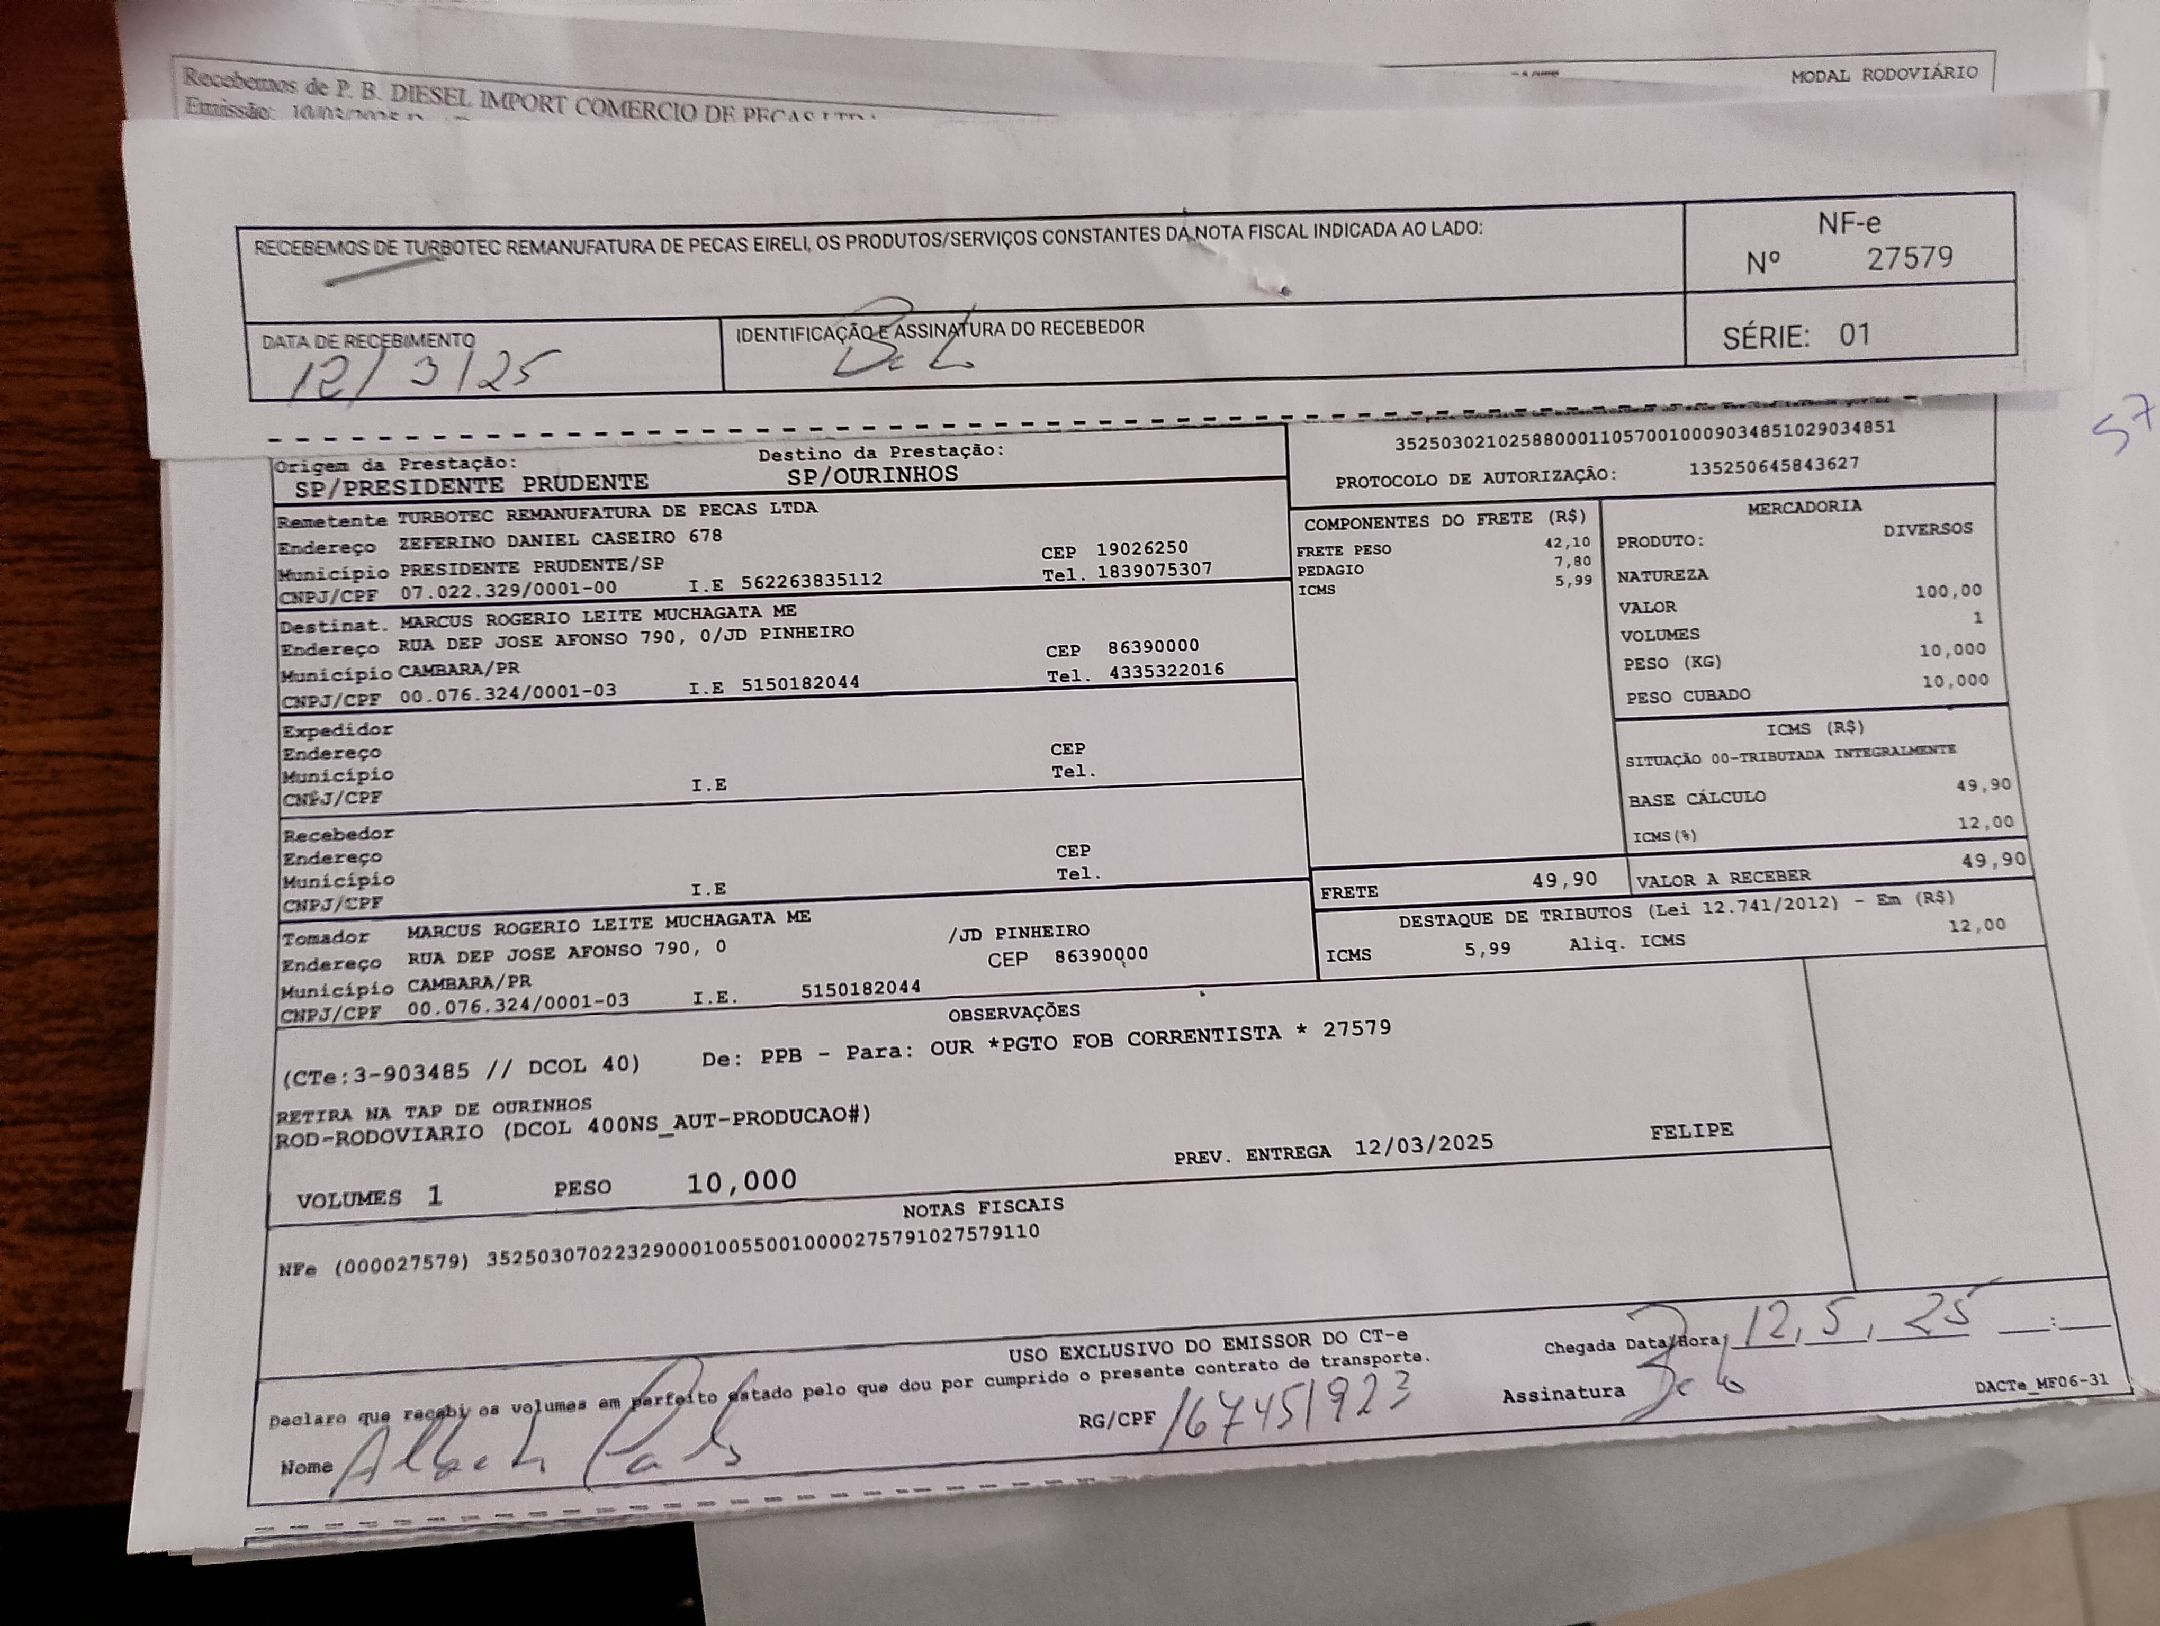 MODAL RODOVIÁRIO
Recebemos de P. B. DIESEL IMPORT COMERCIO DE PECAS LTDA
Emissão: 10/03/2025
RECEBEMOS DE TURBOTEC REMANUFATURA DE PECAS EIRELI, OS PRODUTOS/SERVIÇOS CONSTANTES DA NOTA FISCAL INDICADA AO LADO:
NF-e
Nº 27579
SÉRIE: 01
DATA DE RECEBIMENTO
12/3/25
IDENTIFICAÇÃO E ASSINATURA DO RECEBEDOR
57
Origem da Prestação:
SP/PRESIDENTE PRUDENTE
Destino da Prestação:
SP/OURINHOS
35250302102588000110570010009034851029034851
PROTOCOLO DE AUTORIZAÇÃO: 135250645843627
Remetente TURBOTEC REMANUFATURA DE PECAS LTDA
Endereço ZEFERINO DANIEL CASEIRO 678
CEP 19026250
Município PRESIDENTE PRUDENTE/SP
Tel. 1839075307
CNPJ/CPF 07.022.329/0001-00 I.E 562263835112
Destinat. MARCUS ROGERIO LEITE MUCHAGATA ME
Endereço RUA DEP JOSE AFONSO 790, 0/JD PINHEIRO
CEP 86390000
Município CAMBARA/PR
Tel. 4335322016
CNPJ/CPF 00.076.324/0001-03 I.E 5150182044
Expedidor
Endereço CEP
Município Tel.
CNPJ/CPF I.E
Recebedor
Endereço CEP
Município Tel.
CNPJ/CPF I.E
Tomador MARCUS ROGERIO LEITE MUCHAGATA ME
Endereço RUA DEP JOSE AFONSO 790, 0 /JD PINHEIRO
CEP 86390000
Município CAMBARA/PR
CNPJ/CPF 00.076.324/0001-03 I.E. 5150182044
COMPONENTES DO FRETE (R$)
FRETE PESO 42,10
PEDAGIO 7,80
ICMS 5,99
MERCADORIA
PRODUTO: DIVERSOS
NATUREZA
VALOR 100,00
VOLUMES 1
PESO (KG) 10,000
PESO CUBADO 10,000
ICMS (R$)
SITUAÇÃO 00-TRIBUTADA INTEGRALMENTE
BASE CÁLCULO 49,90
ICMS(%) 12,00
FRETE 49,90
VALOR A RECEBER 49,90
DESTAQUE DE TRIBUTOS (Lei 12.741/2012) - Em (R$)
ICMS 5,99 Aliq. ICMS 12,00
OBSERVAÇÕES
(CTe:3-903485 // DCOL 40) De: PPB - Para: OUR *PGTO FOB CORRENTISTA * 27579
RETIRA NA TAP DE OURINHOS
ROD-RODOVIARIO (DCOL 400NS_AUT-PRODUCAO#)
PREV. ENTREGA 12/03/2025 FELIPE
VOLUMES 1 PESO 10,000
NOTAS FISCAIS
NFe (000027579) 35250307022329000100550010000275791027579110
USO EXCLUSIVO DO EMISSOR DO CT-e
Declaro que recebi os volumes em perfeito estado pelo que dou por cumprido o presente contrato de transporte.
Chegada Data/Hora 12, 5, 25 :
Nome
RG/CPF 167451923
Assinatura
DACTe_MF06-31